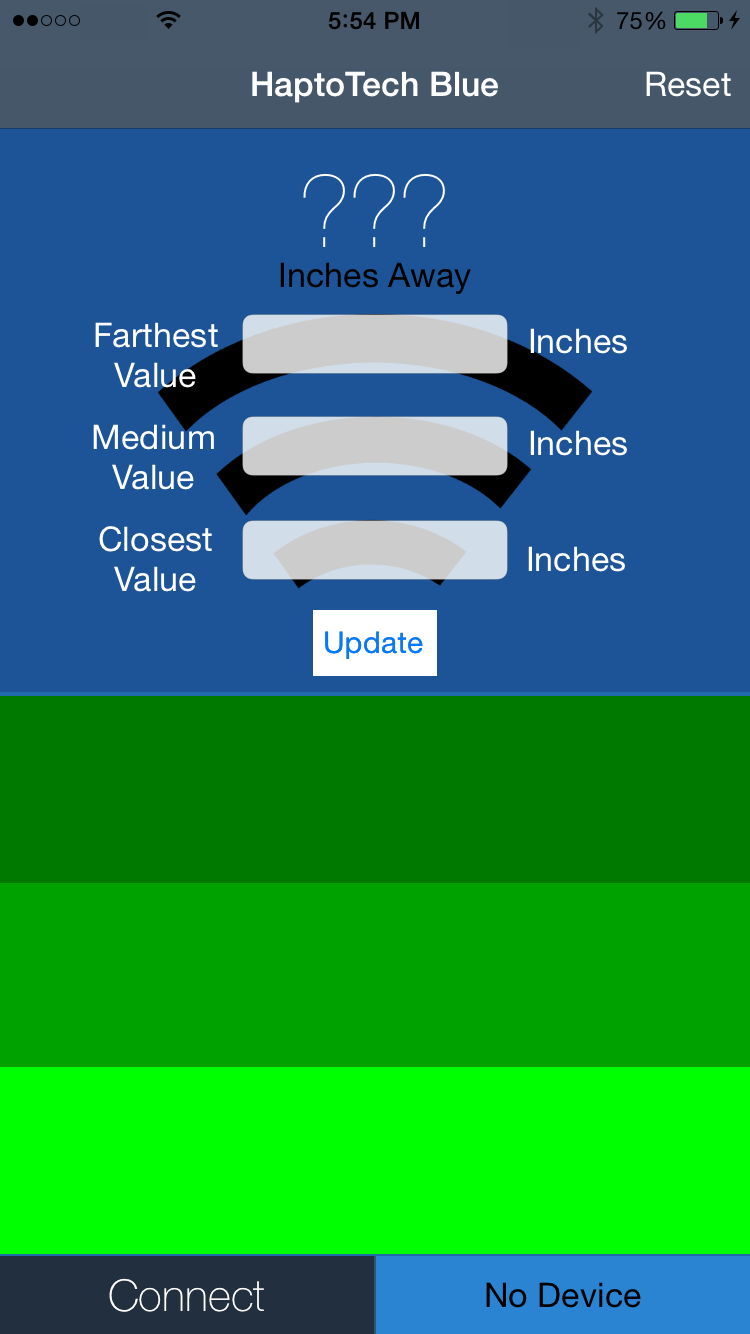 5:54 PM 75%
HaptoTech Blue Reset
???
Inches Away
Farthest
Value
Inches
Medium
Value
Inches
Closest
Value
Inches
Update
Connect No Device